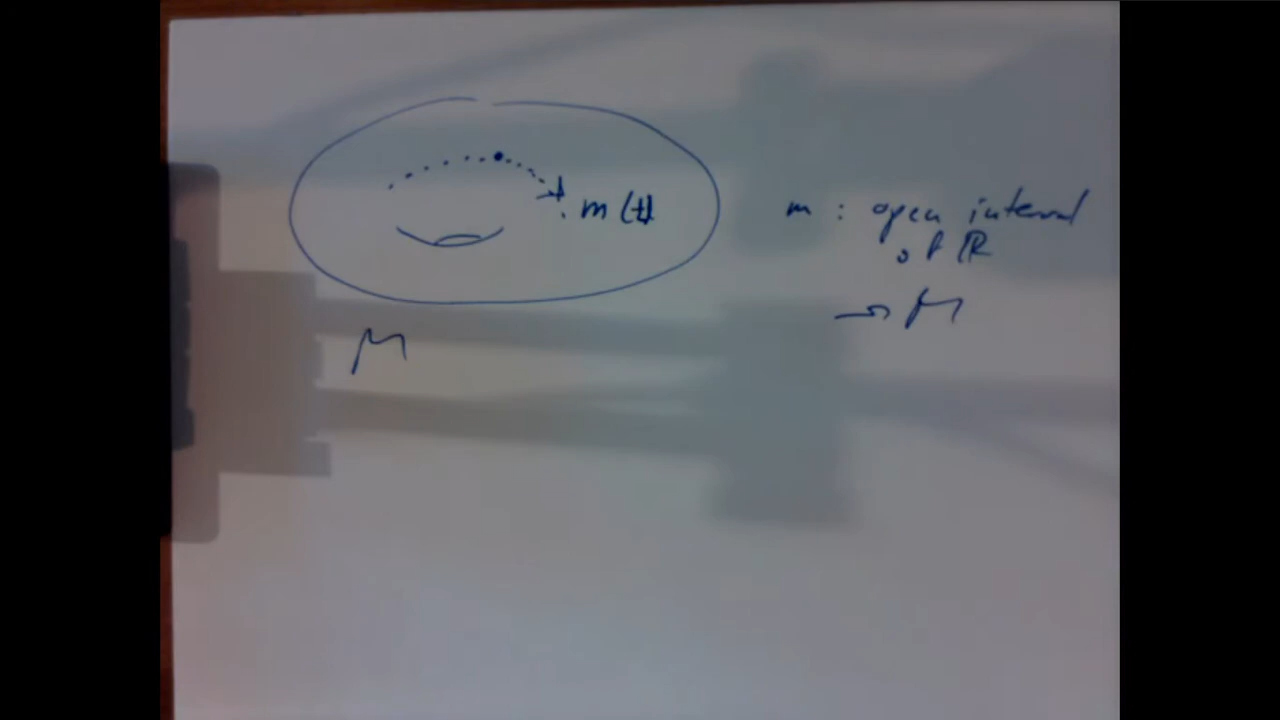 m(t)
m : open interval
of ℝ
→ M
M